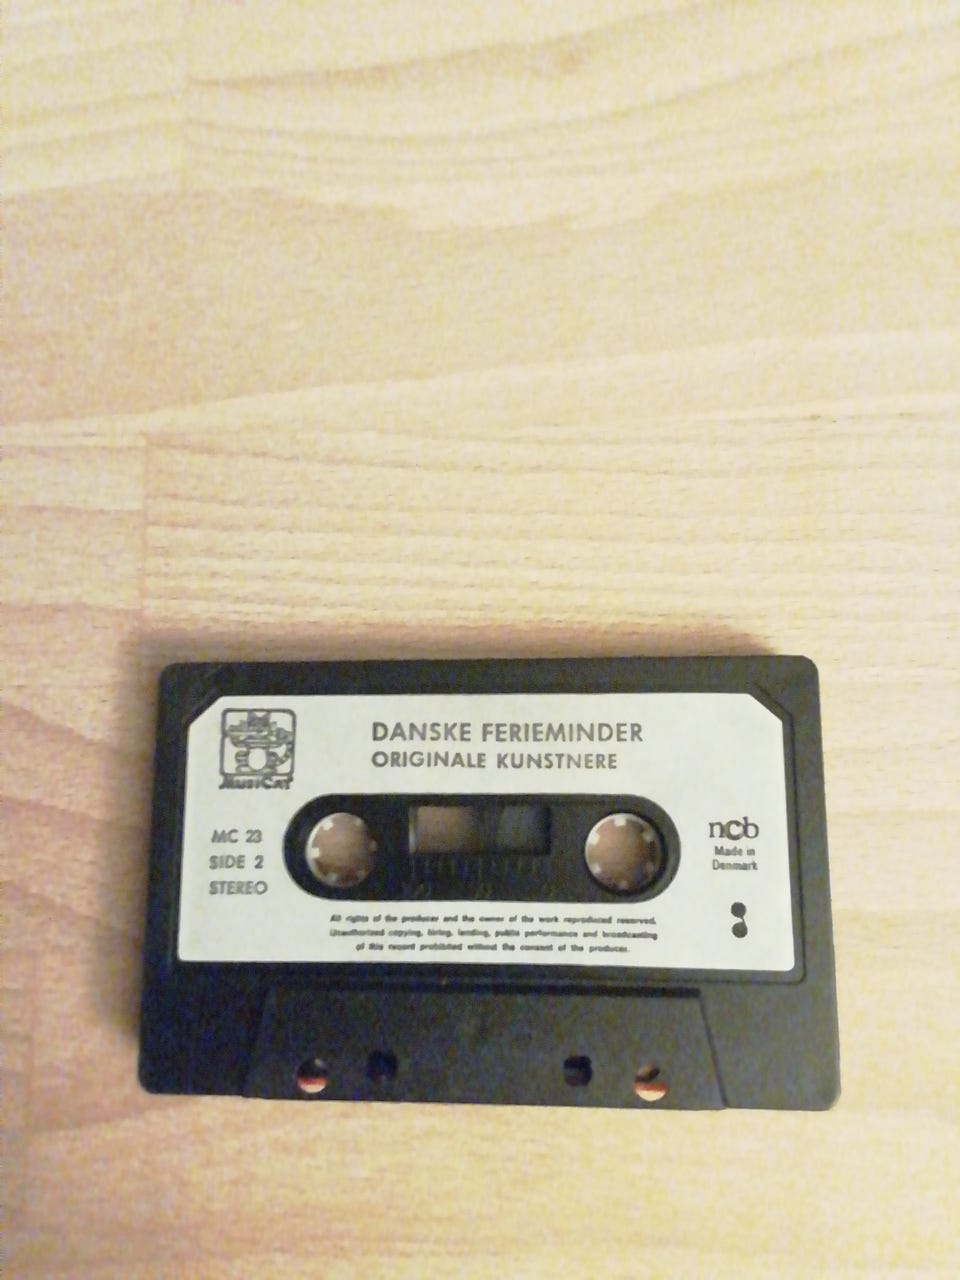 DANSKE FERIEMINDER
ORIGINALE KUNSTNERE
MUSICAT
MC 23
SIDE 2
STEREO
ncb
Made in
Denmark
All rights of the producer and the owner of the work reproduced reserved.
Unauthorized copying, hiring, lending, public performance and broadcasting
of this record prohibited without the consent of the producer.